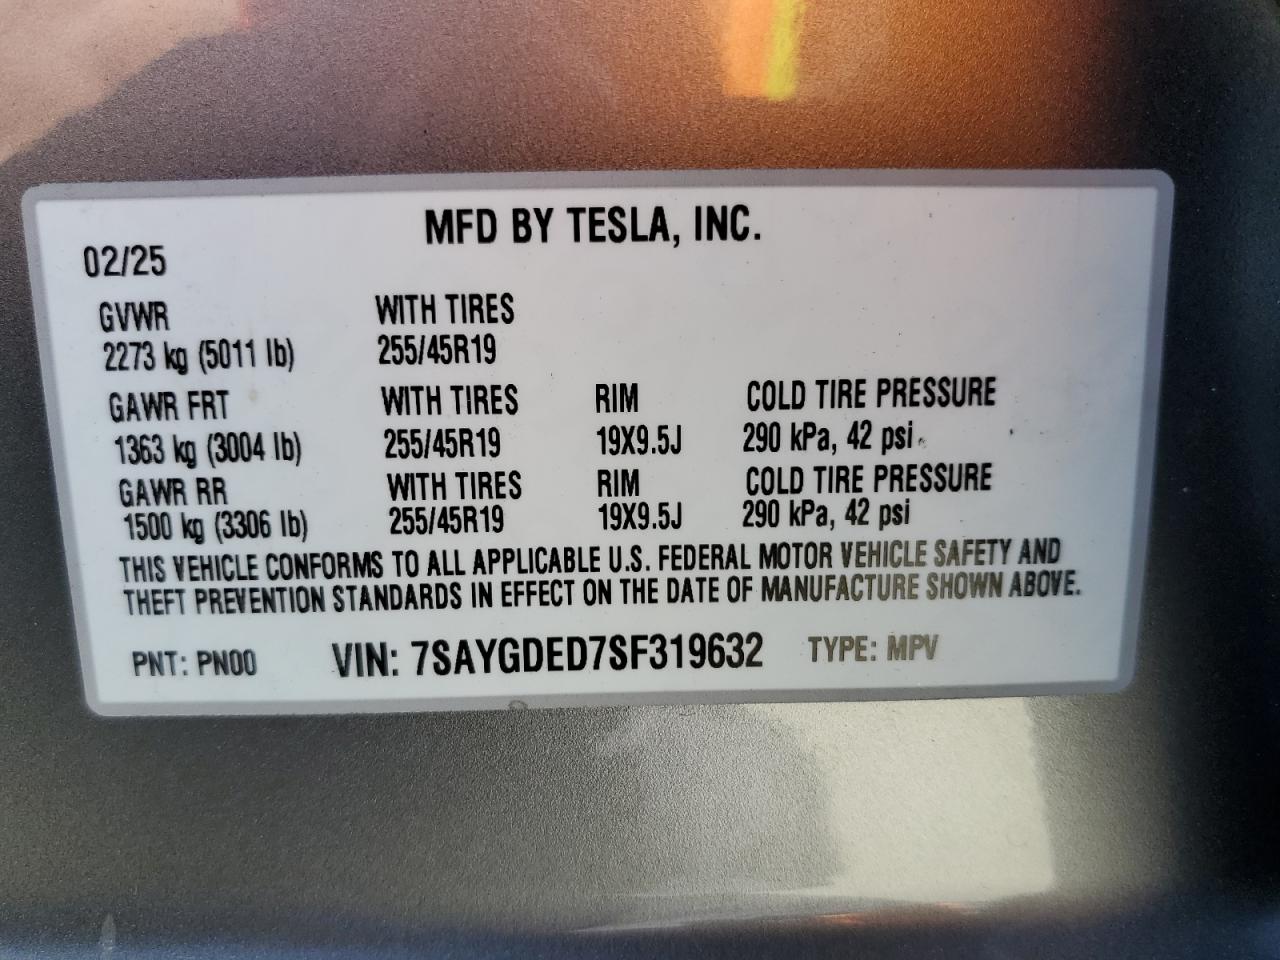 MFD BY TESLA, INC.
02/25
GVWR WITH TIRES
2273 kg (5011 lb) 255/45R19
GAWR FRT WITH TIRES RIM COLD TIRE PRESSURE
1363 kg (3004 lb) 255/45R19 19X9.5J 290 kPa, 42 psi
GAWR RR WITH TIRES RIM COLD TIRE PRESSURE
1500 kg (3306 lb) 255/45R19 19X9.5J 290 kPa, 42 psi
THIS VEHICLE CONFORMS TO ALL APPLICABLE U.S. FEDERAL MOTOR VEHICLE SAFETY AND
THEFT PREVENTION STANDARDS IN EFFECT ON THE DATE OF MANUFACTURE SHOWN ABOVE.
PNT: PN00 VIN: 7SAYGDED7SF319632 TYPE: MPV